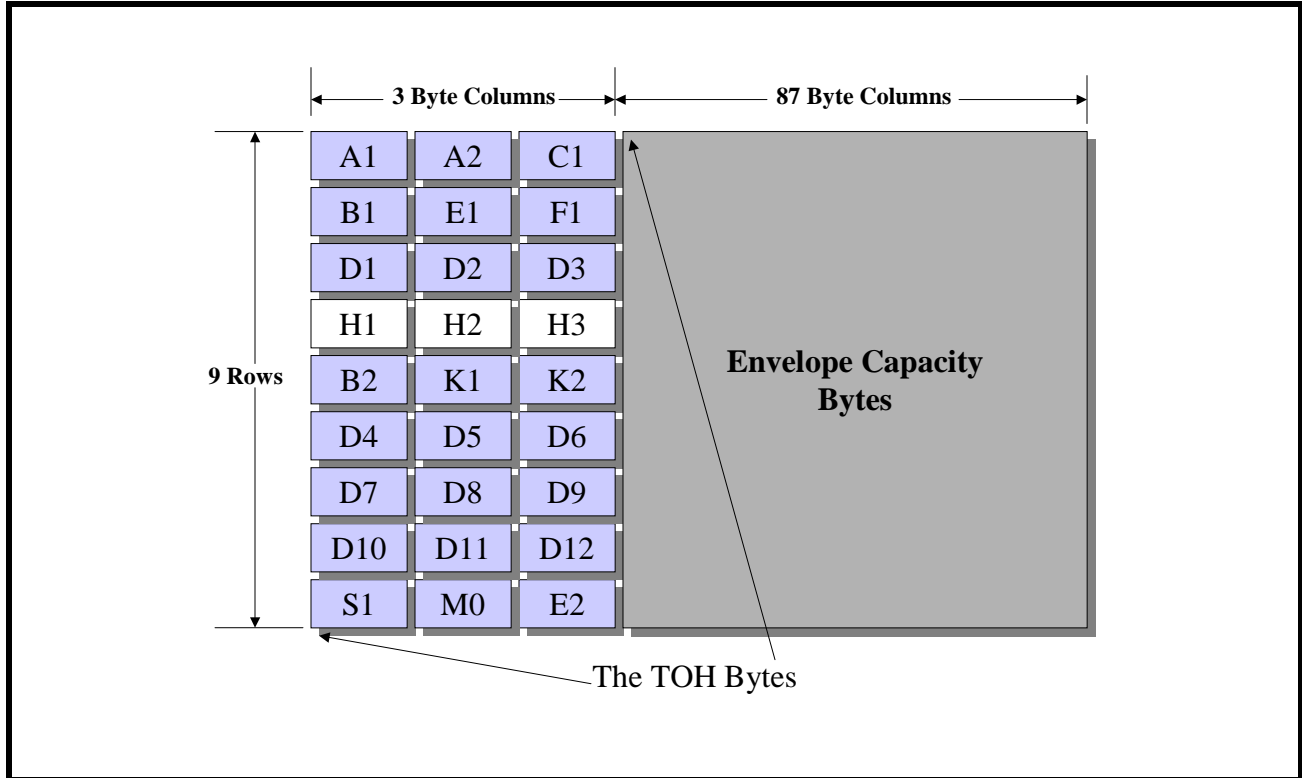 3 Byte Columns 87 Byte Columns
A1 A2 C1
B1 E1 F1
D1 D2 D3
H1 H2 H3
9 Rows
B2 K1 K2
D4 D5 D6
D7 D8 D9
D10 D11 D12
S1 M0 E2
Envelope Capacity
Bytes
The TOH Bytes